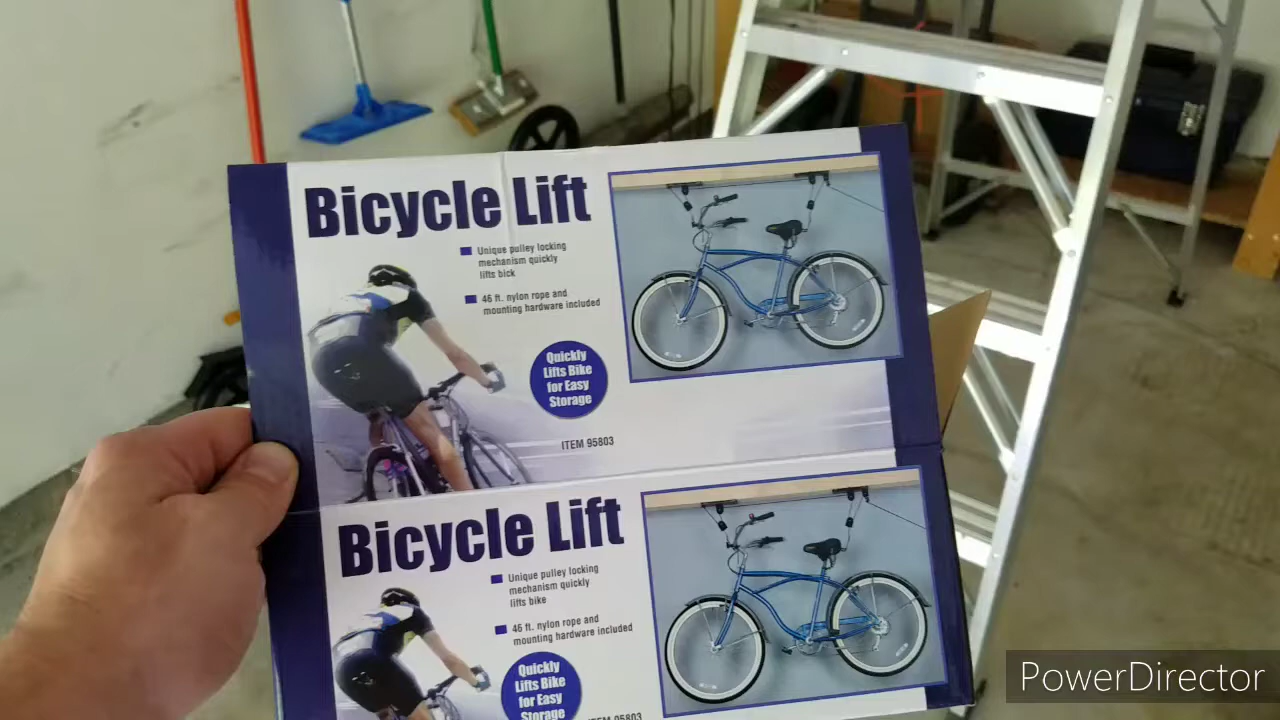 Bicycle Lift
Unique pulley locking
mechanism quickly
lifts bick
46 ft. nylon rope and
mounting hardware included
Quickly
Lifts Bike
for Easy
Storage
ITEM 95803
Bicycle Lift
Unique pulley locking
mechanism quickly
lifts bike
46 ft. nylon rope and
mounting hardware included
Quickly
Lifts Bike
for Easy
Storage
ITEM 95803
PowerDirector